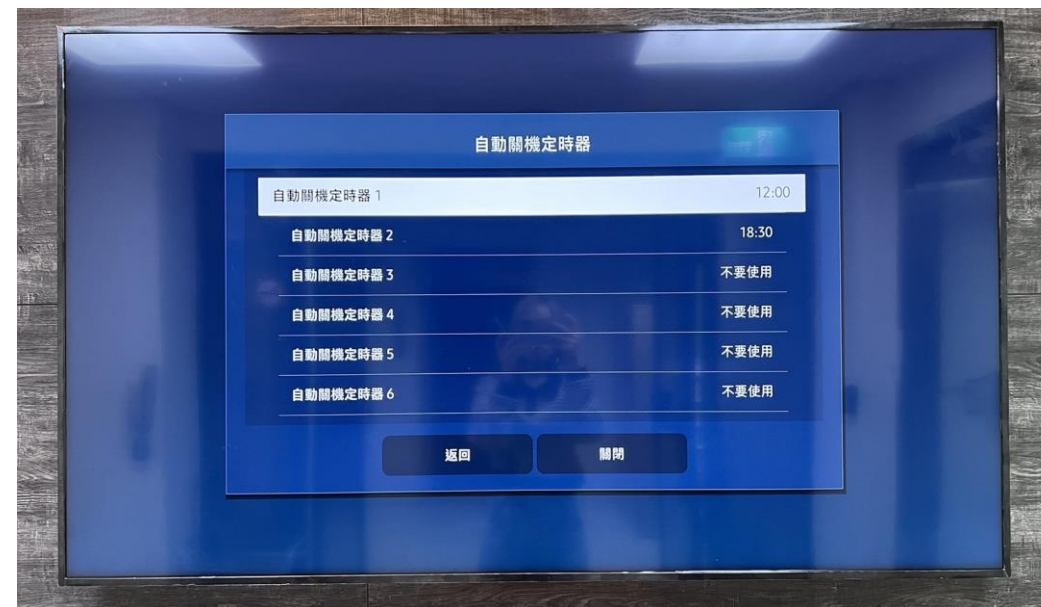 自動關機定時器
自動關機定時器 1 12:00
自動關機定時器 2 18:30
自動關機定時器 3 不要使用
自動關機定時器 4 不要使用
自動關機定時器 5 不要使用
自動關機定時器 6 不要使用
返回 關閉